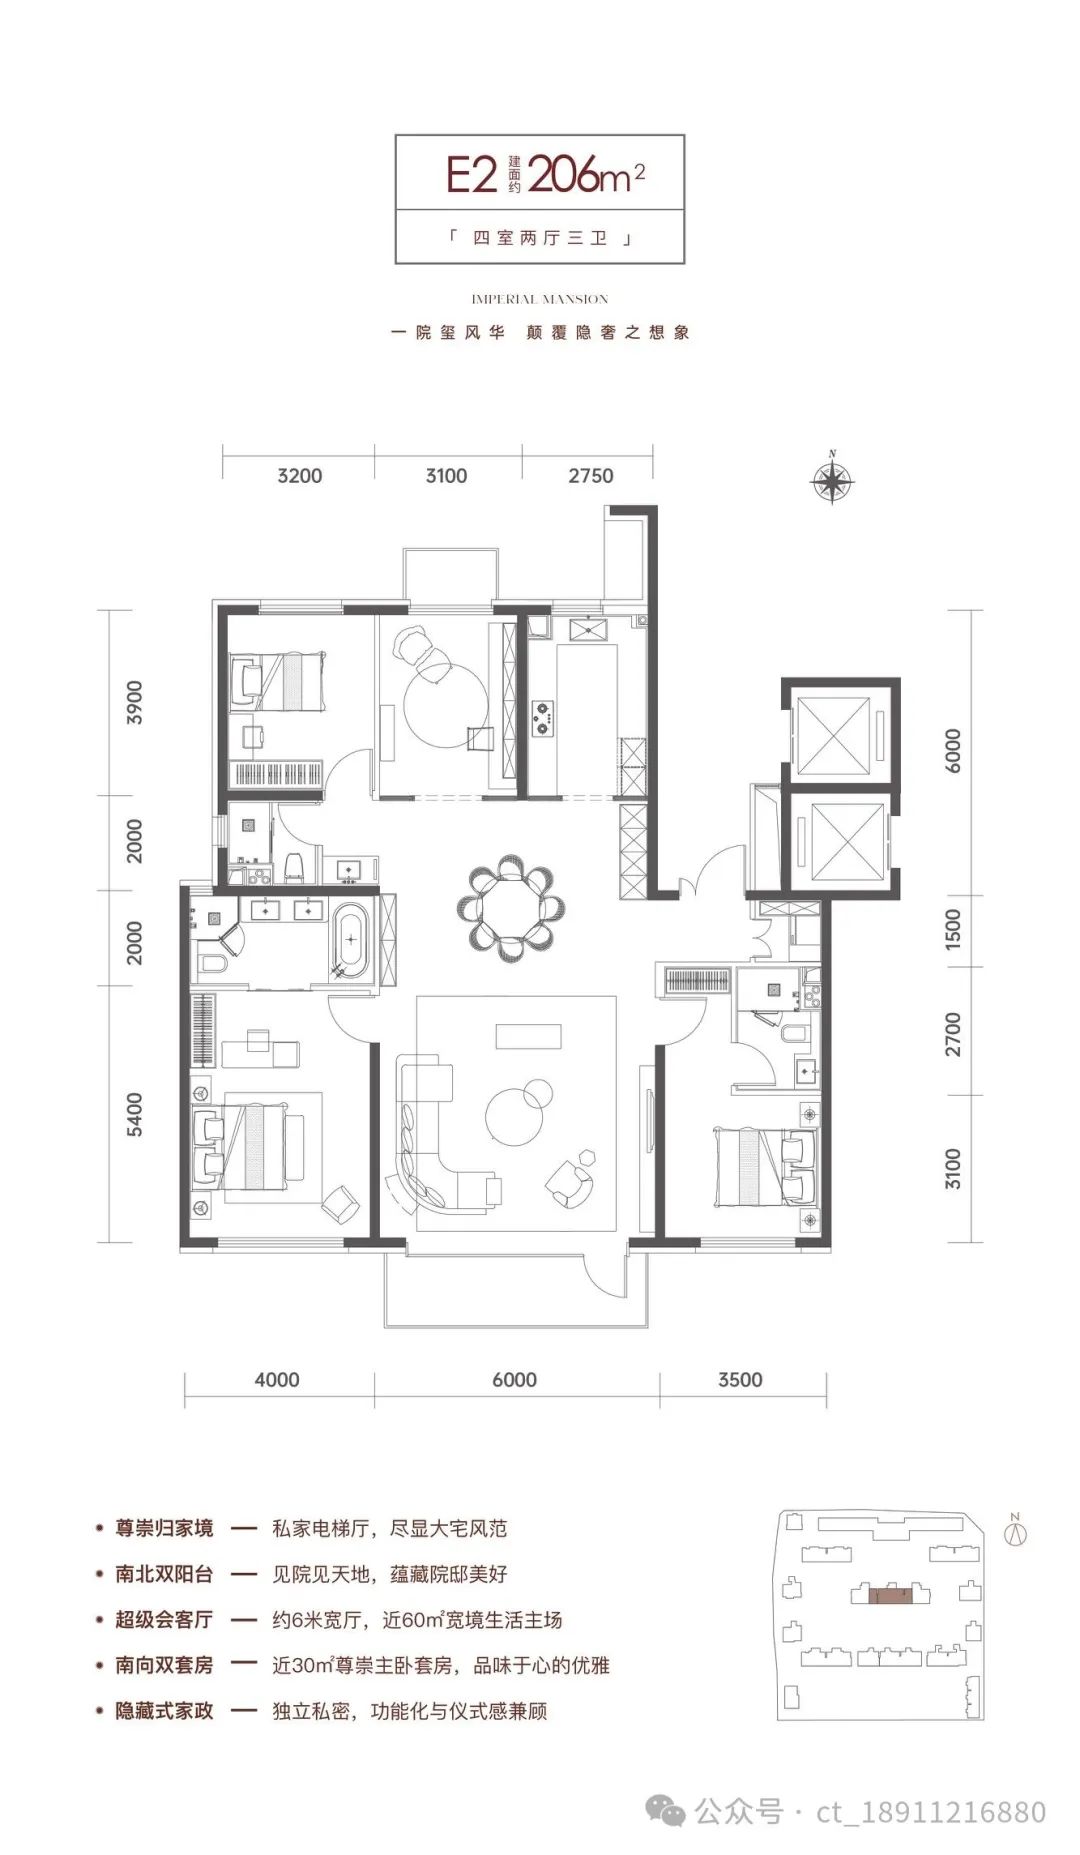 E2 建面约 206m²
「 四室两厅三卫 」
IMPERIAL MANSION
一院玺风华 颠覆隐奢之想象
3200 3100 2750
N
3900
2000
2000
5400
6000
1500
2700
3100
4000 6000 3500
尊崇归家境 — 私家电梯厅，尽显大宅风范
南北双阳台 — 见院见天地，蕴藏院邸美好
超级会客厅 — 约6米宽厅，近60㎡宽境生活主场
南向双套房 — 近30㎡尊崇主卧套房，品味于心的优雅
隐藏式家政 — 独立私密，功能化与仪式感兼顾
N
公众号 · ct_18911216880